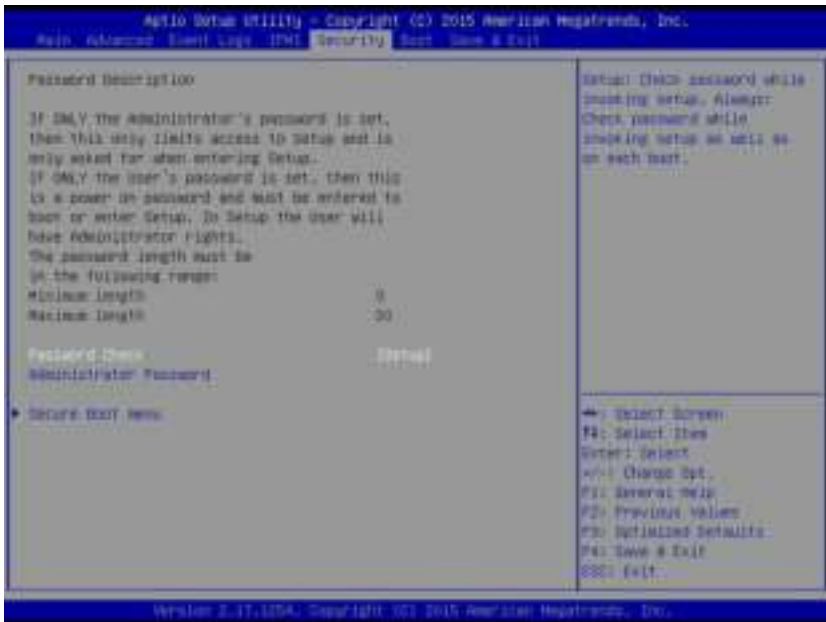 Aptio Setup Utility - Copyright (C) 2015 American Megatrends, Inc.
Main Advanced Event Logs IPMI Security Boot Save & Exit
Password Description
If ONLY the Administrator's password is set,
then this only limits access to Setup and is
only asked for when entering Setup.
If ONLY the User's password is set, then this
is a power on password and must be entered to
boot or enter Setup. In Setup the User will
have Administrator rights.
The password length must be
in the following range:
Minimum length
Maximum length 20
Password Check [Setup]
Administrator Password
Secure Boot menu
Setup: Check password while
invoking setup. Always:
Check password while
invoking setup as well as
on each boot.
: Select Screen
: Select Item
Enter: Select
+/-: Change Opt.
F1: General Help
F2: Previous Values
F3: Optimized Defaults
F4: Save & Exit
ESC: Exit
Version 2.17.1254. Copyright (C) 2015 American Megatrends, Inc.